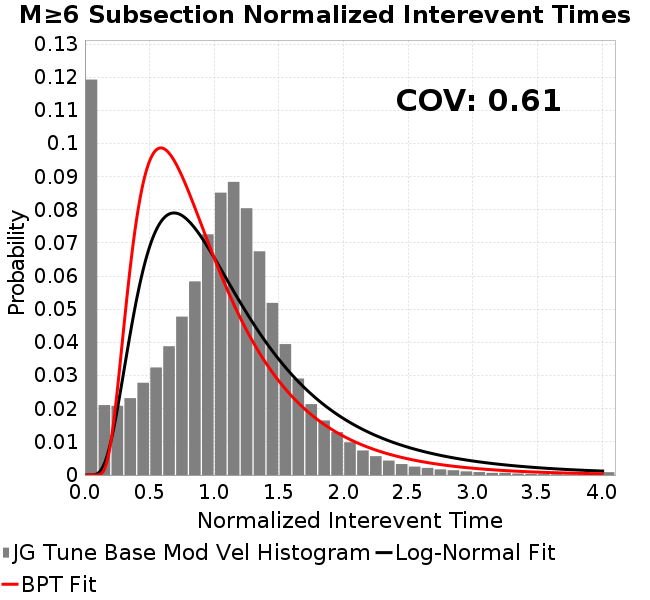 M≥6 Subsection Normalized Interevent Times
COV: 0.61
Probability
0.13
0.12
0.11
0.1
0.09
0.08
0.07
0.06
0.05
0.04
0.03
0.02
0.01
0
0.0 0.5 1.0 1.5 2.0 2.5 3.0 3.5 4.0
Normalized Interevent Time
JG Tune Base Mod Vel Histogram Log-Normal Fit
BPT Fit